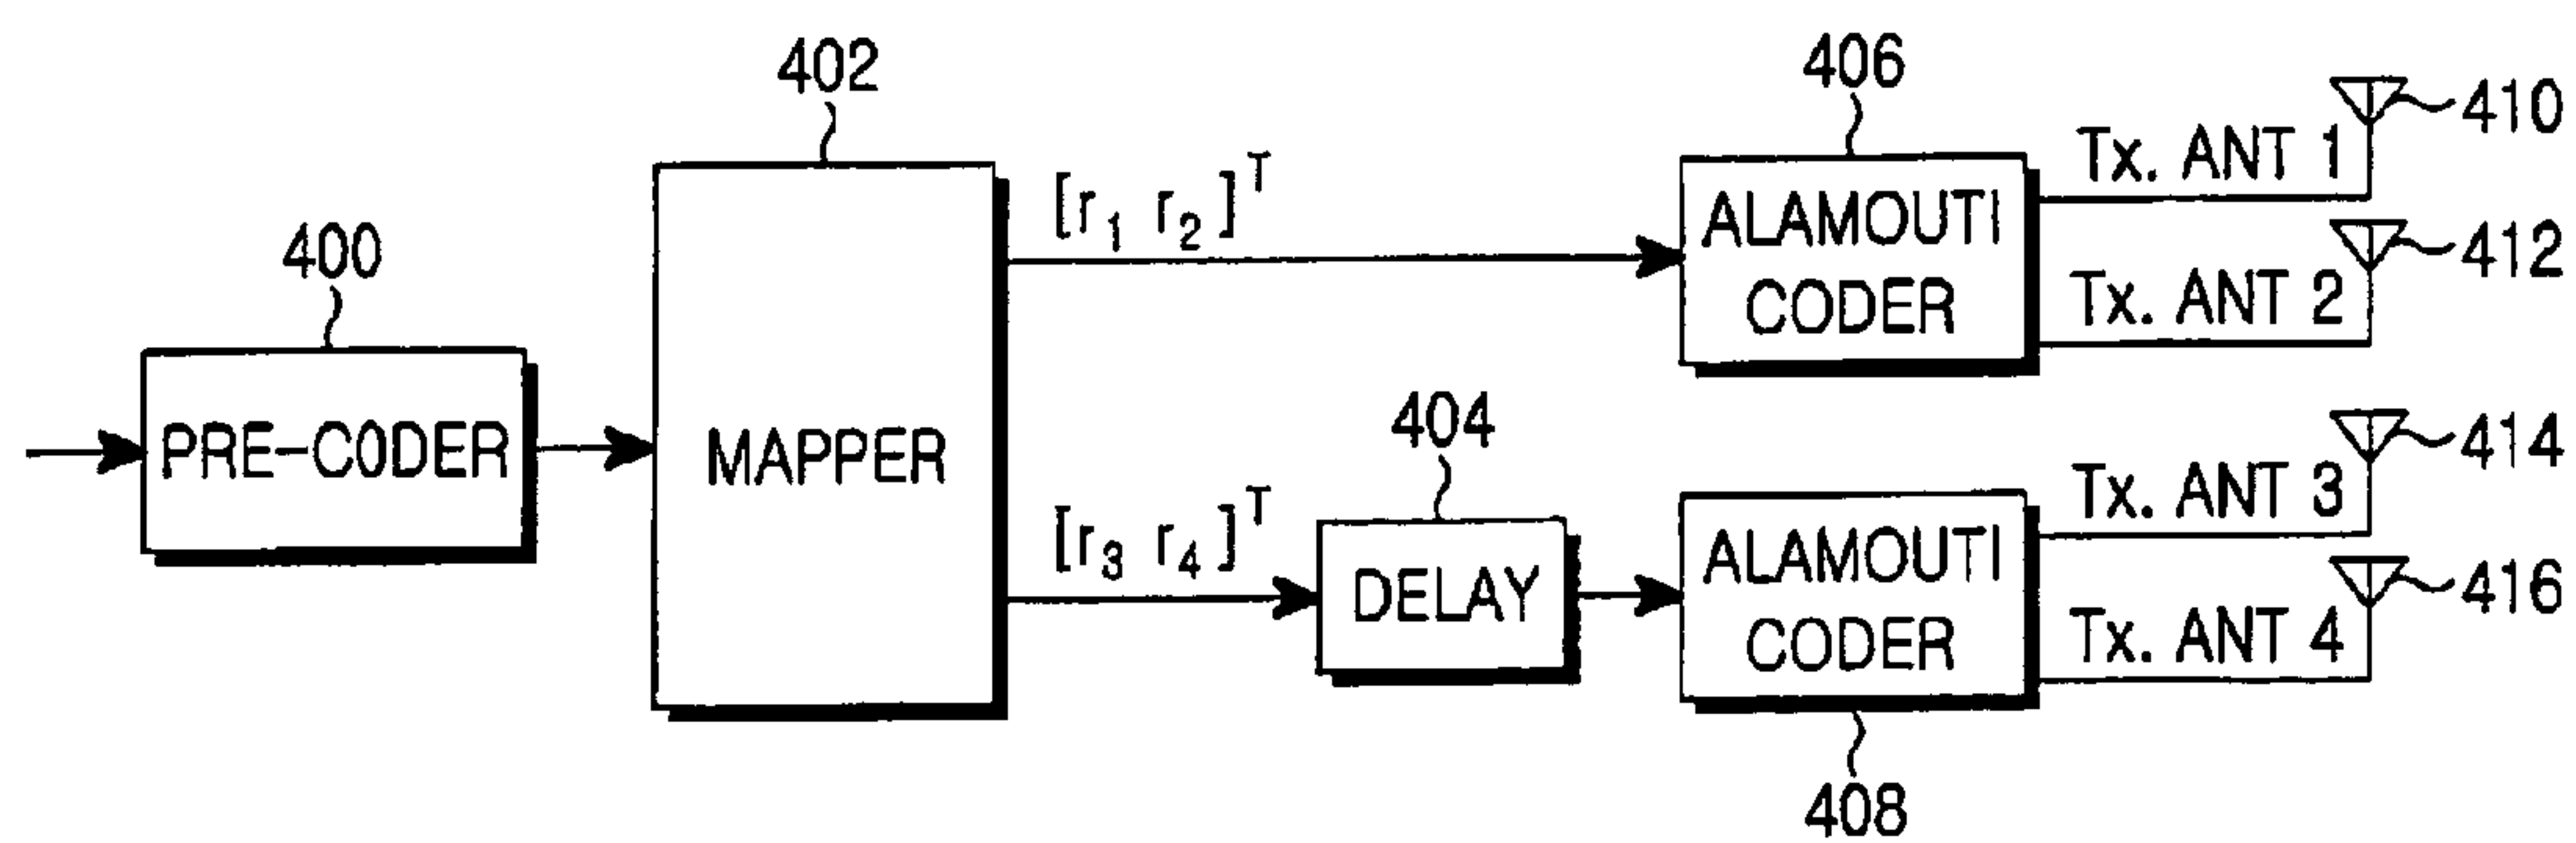 402
406
410
Tx. ANT 1
[r1 r2]T
ALAMOUTI
CODER
412
Tx. ANT 2
400
PRE-CODER
MAPPER
404
414
Tx. ANT 3
[r3 r4]T
DELAY
ALAMOUTI
CODER
416
Tx. ANT 4
408